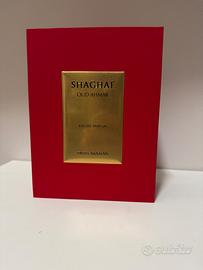 SHAGHAF
OUD AHMAR
EAU DE PARFUM
SWISS ARABIAN
subito